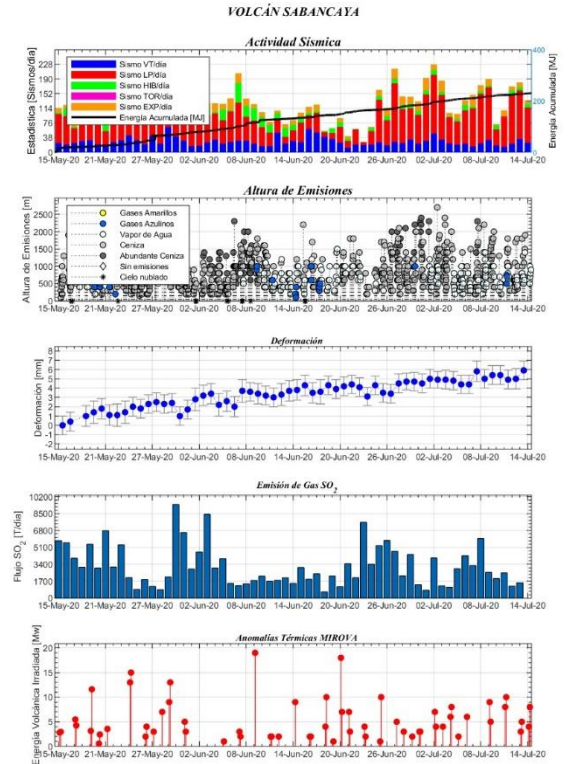 VOLCÁN SABANCAYA
Actividad Sísmica
Estadística [Sismos/día]
228
190
152
114
76
38
0
Sismo VT/día
Sismo LP/día
Sismo HIB/día
Sismo TOR/día
Sismo EXP/día
Energía Acumulada [MJ]
400
200
0
Energía Acumulada [MJ]
15-May-20 21-May-20 27-May-20 02-Jun-20 08-Jun-20 14-Jun-20 20-Jun-20 26-Jun-20 02-Jul-20 08-Jul-20 14-Jul-20
Altura de Emisiones
Altura de Emisiones [m]
2500
2000
1500
1000
500
0
Gases Amarillos
Gases Azulinos
Vapor de Agua
Ceniza
Abundante Ceniza
Sin emisiones
Cielo nublado
15-May-20 21-May-20 27-May-20 02-Jun-20 08-Jun-20 14-Jun-20 20-Jun-20 26-Jun-20 02-Jul-20 08-Jul-20 14-Jul-20
Deformación
Deformación [mm]
8
7
6
5
4
3
2
1
0
-1
15-May-20 21-May-20 27-May-20 02-Jun-20 08-Jun-20 14-Jun-20 20-Jun-20 26-Jun-20 02-Jul-20 08-Jul-20 14-Jul-20
Emisión de Gas SO2
Flujo SO2 [T/día]
10200
8500
6800
5100
3400
1700
0
15-May-20 21-May-20 27-May-20 02-Jun-20 08-Jun-20 14-Jun-20 20-Jun-20 26-Jun-20 02-Jul-20 08-Jul-20 14-Jul-20
Anomalías Térmicas MIROVA
Energía Volcánica Irradiada [Mw]
20
15
10
5
0
15-May-20 21-May-20 27-May-20 02-Jun-20 08-Jun-20 14-Jun-20 20-Jun-20 26-Jun-20 02-Jul-20 08-Jul-20 14-Jul-20